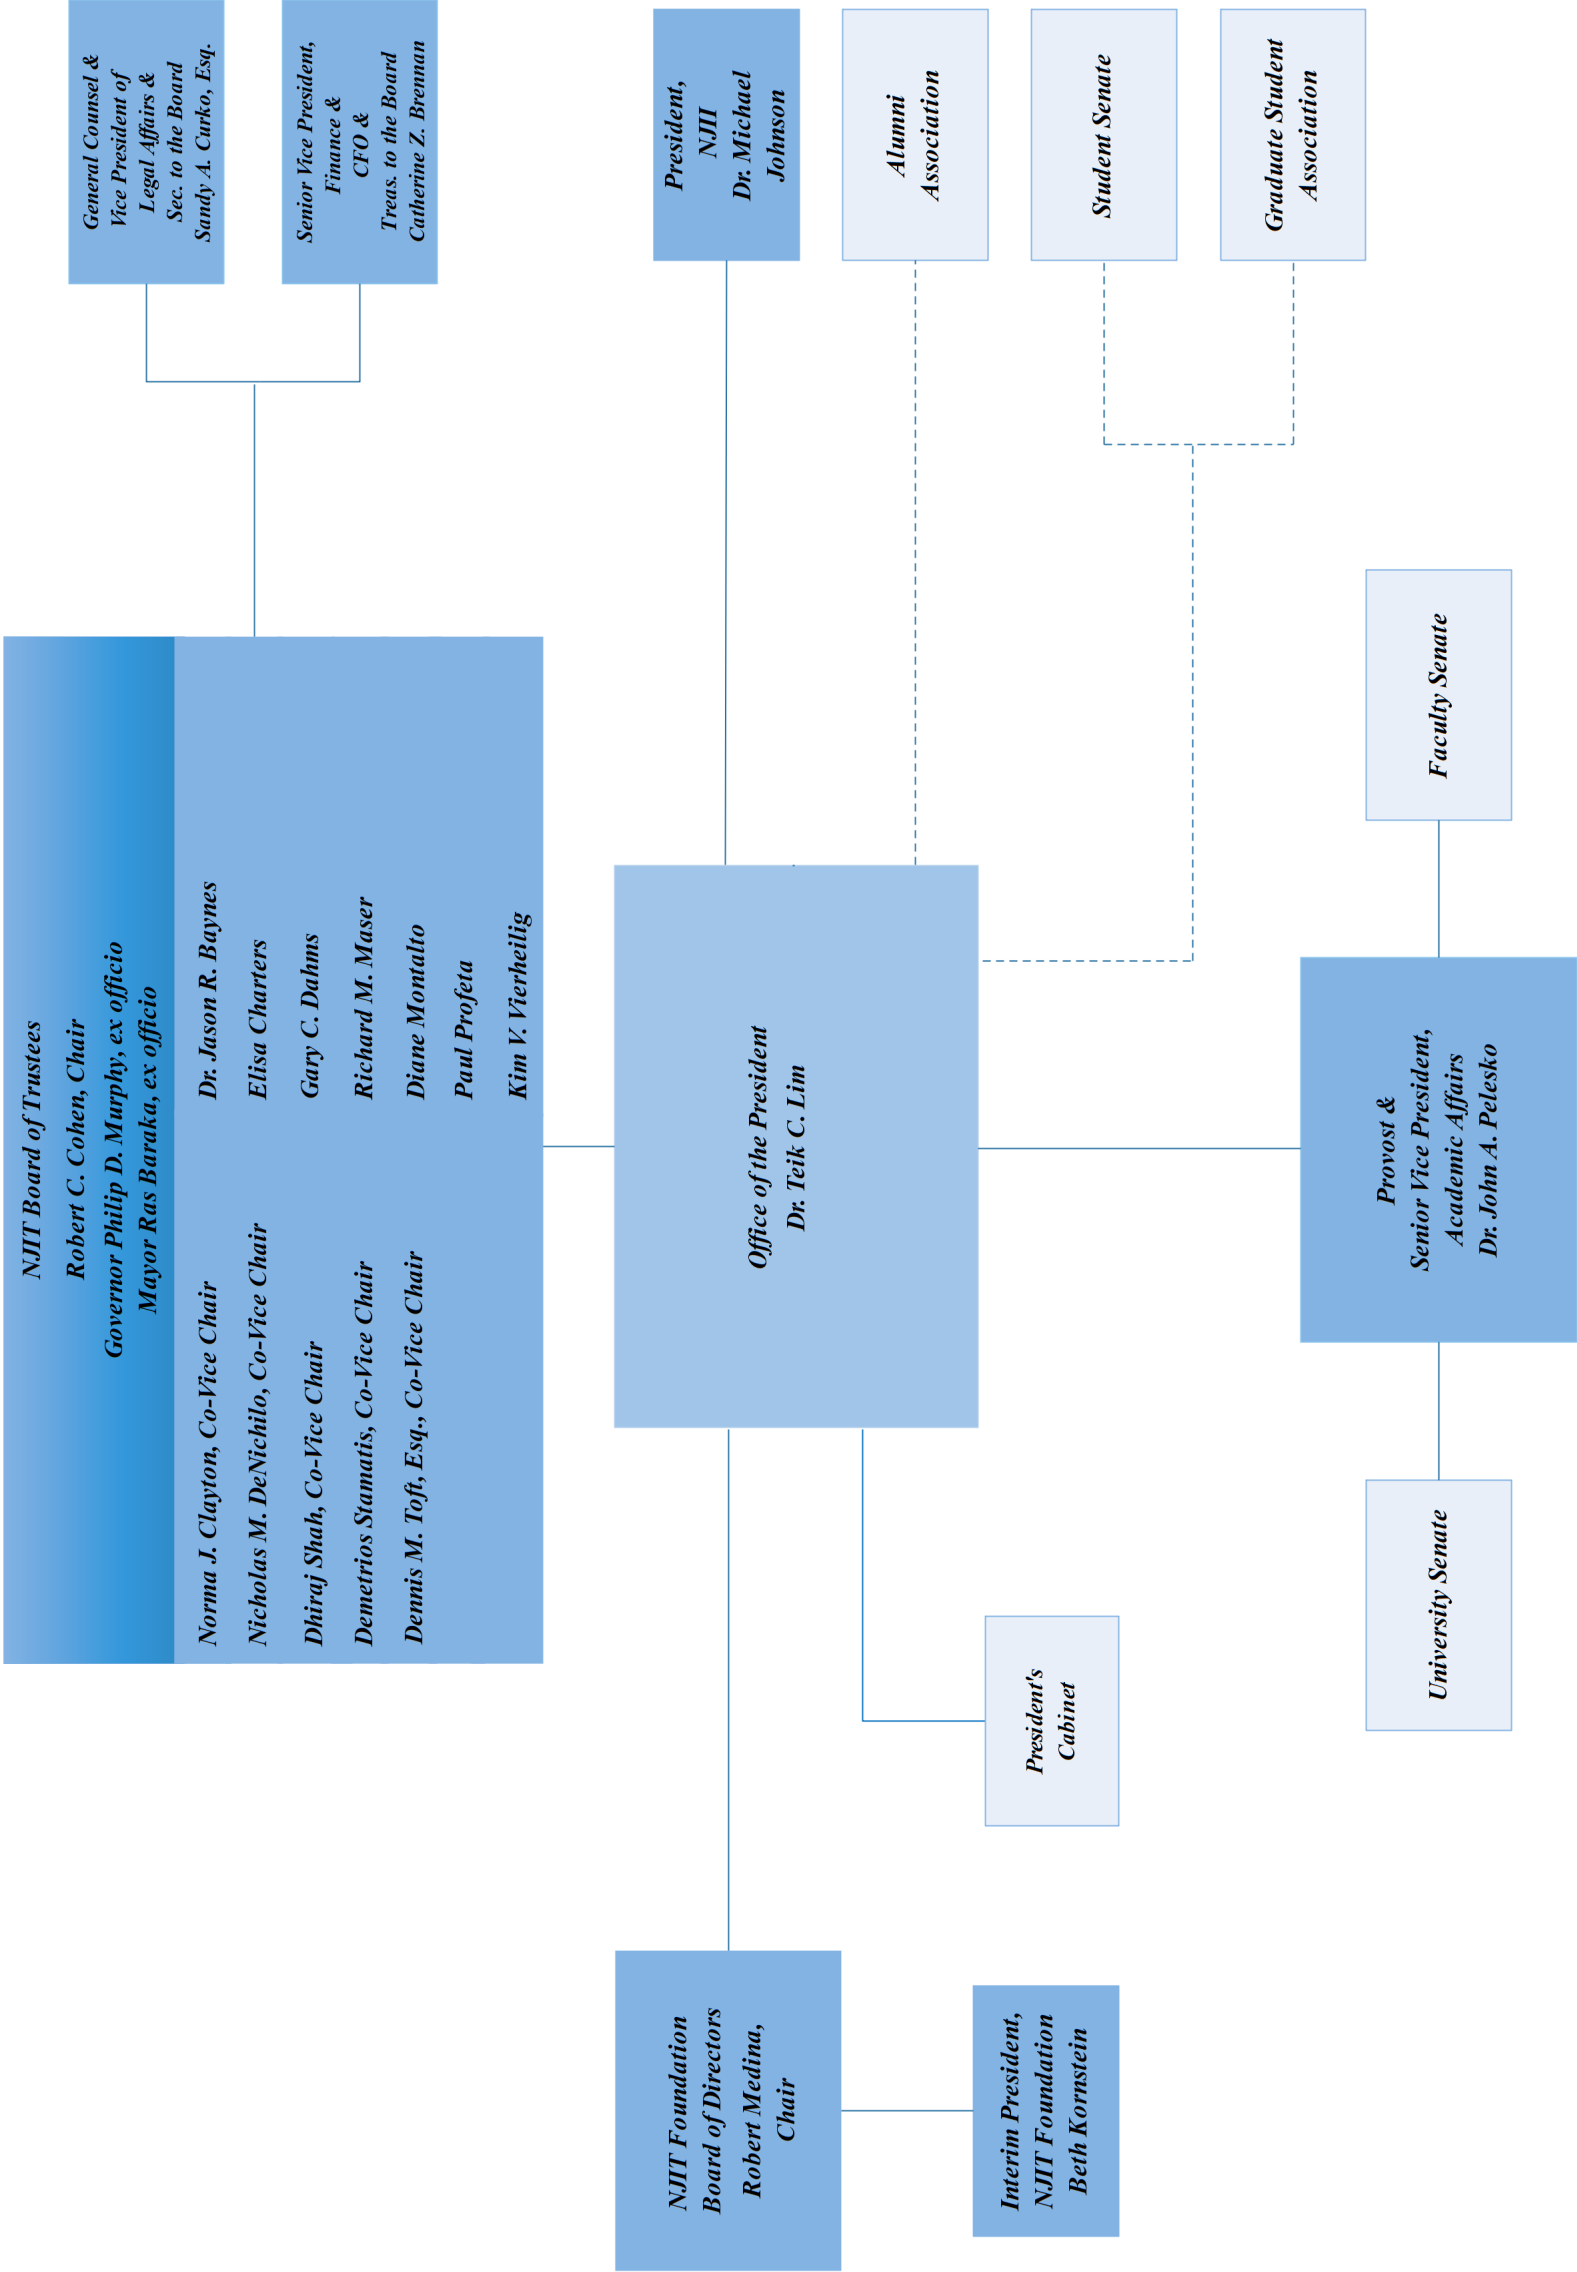 NJIT Board of Trustees
Robert C. Cohen, Chair
Governor Philip D. Murphy, ex officio
Mayor Ras Baraka, ex officio
Norma J. Clayton, Co-Vice Chair
Nicholas M. DeNichilo, Co-Vice Chair
Dhiraj Shah, Co-Vice Chair
Demetrios Stamatis, Co-Vice Chair
Dennis M. Toft, Esq., Co-Vice Chair
Dr. Jason R. Baynes
Elisa Charters
Gary C. Dahms
Richard M. Maser
Diane Montalto
Paul Profeta
Kim V. Vierheilig
General Counsel &
Vice President of
Legal Affairs &
Sec. to the Board
Sandy A. Curko, Esq.
Senior Vice President,
Finance &
CFO &
Treas. to the Board
Catherine Z. Brennan
NJIT Foundation
Board of Directors
Robert Medina,
Chair
Office of the President
Dr. Teik C. Lim
President,
NJII
Dr. Michael
Johnson
Alumni
Association
Interim President,
NJIT Foundation
Beth Kornstein
President's
Cabinet
Student Senate
Graduate Student
Association
University Senate
Provost &
Senior Vice President,
Academic Affairs
Dr. John A. Pelesko
Faculty Senate